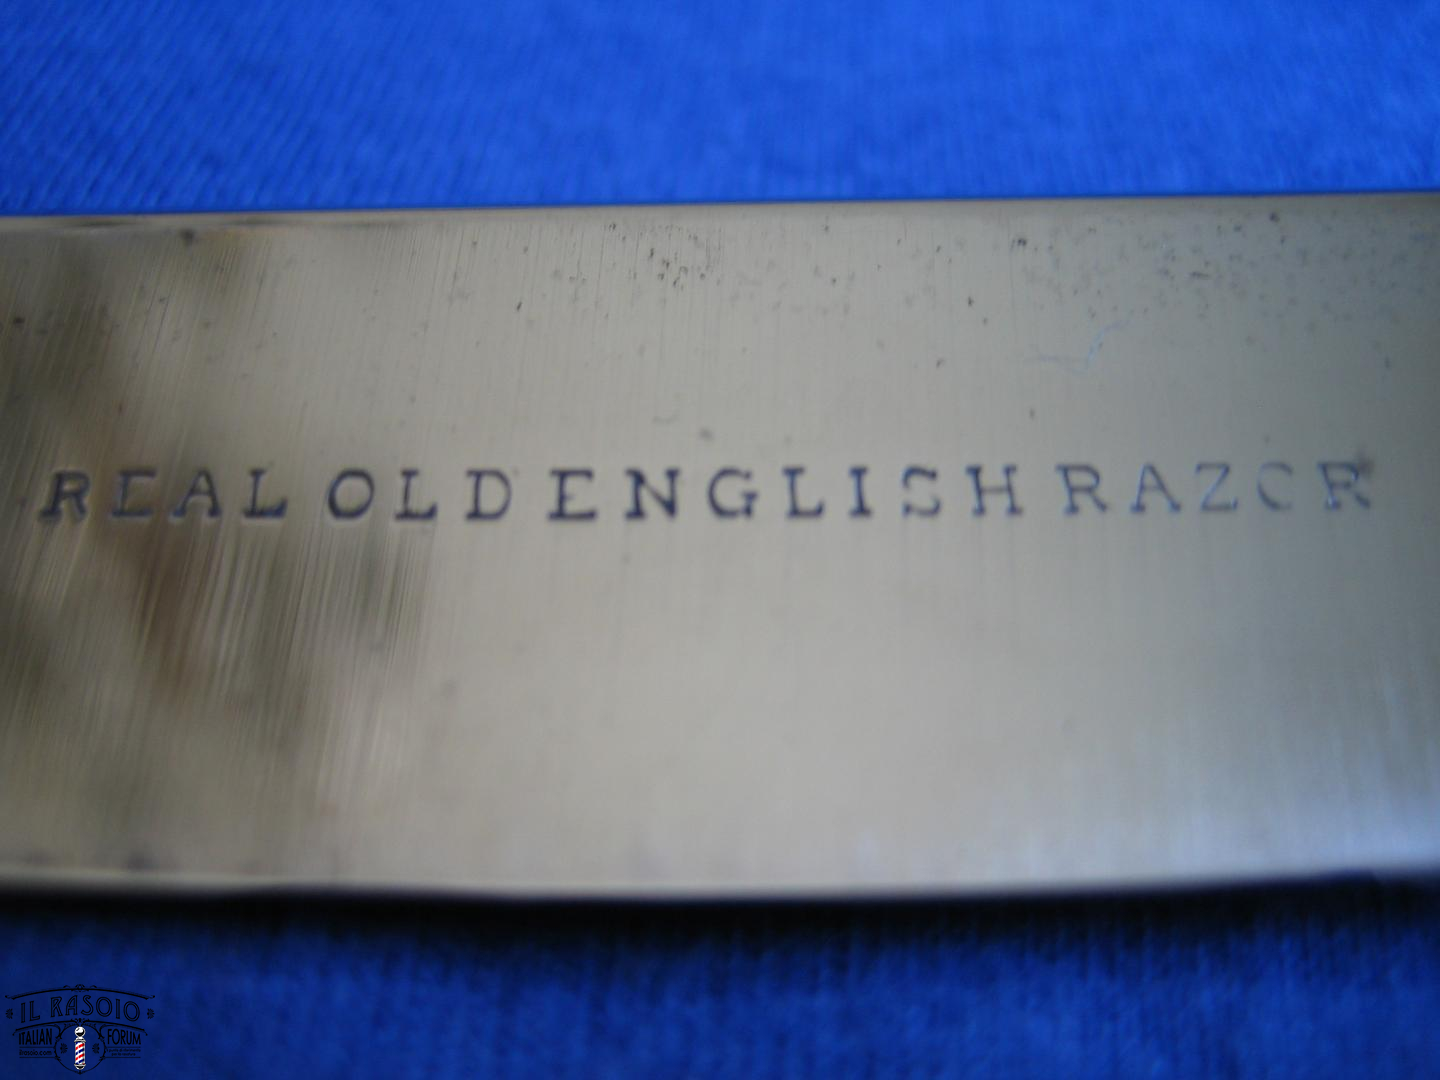 REAL OLD ENGLISH RAZOR
IL RASOIO
ITALIAN FORUM